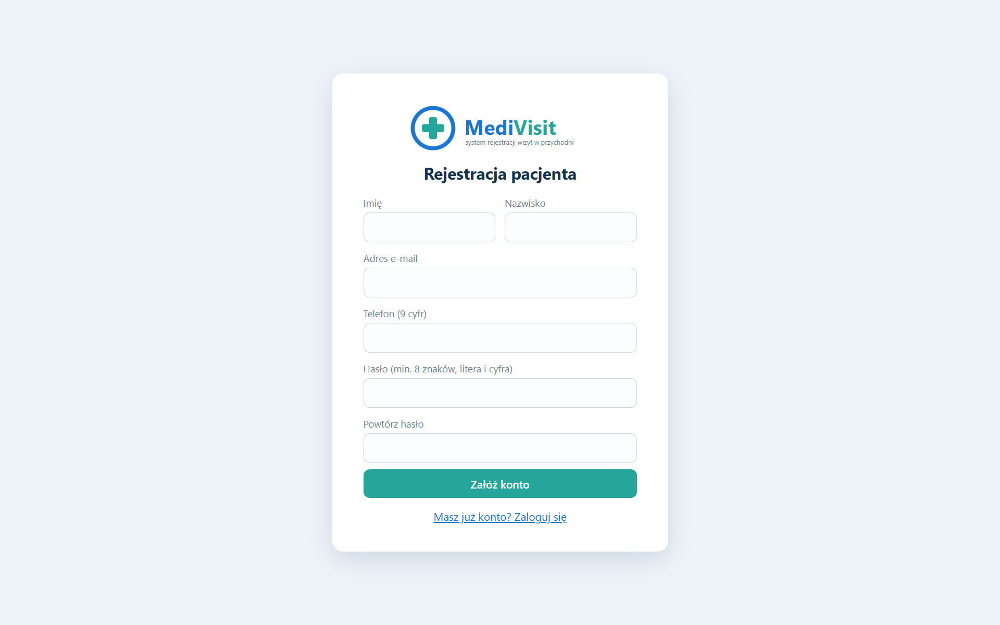 MediVisit
system rejestracji wizyt w przychodni
Rejestracja pacjenta
Imię Nazwisko
Adres e-mail
Telefon (9 cyfr)
Hasło (min. 8 znaków, litera i cyfra)
Powtórz hasło
Załóż konto
Masz już konto? Zaloguj się